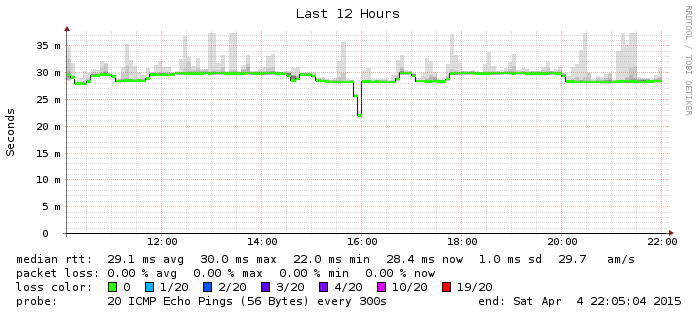 Last 12 Hours
RRDTOOL / TOBI OETIKER
Seconds
35 m
30 m
25 m
20 m
15 m
10 m
5 m
0
12:00 14:00 16:00 18:00 20:00 22:00
median rtt: 29.1 ms avg 30.0 ms max 22.0 ms min 28.4 ms now 1.0 ms sd 29.7 am/s
packet loss: 0.00 % avg 0.00 % max 0.00 % min 0.00 % now
loss color: 0 1/20 2/20 3/20 4/20 10/20 19/20
probe: 20 ICMP Echo Pings (56 Bytes) every 300s end: Sat Apr 4 22:05:04 2015